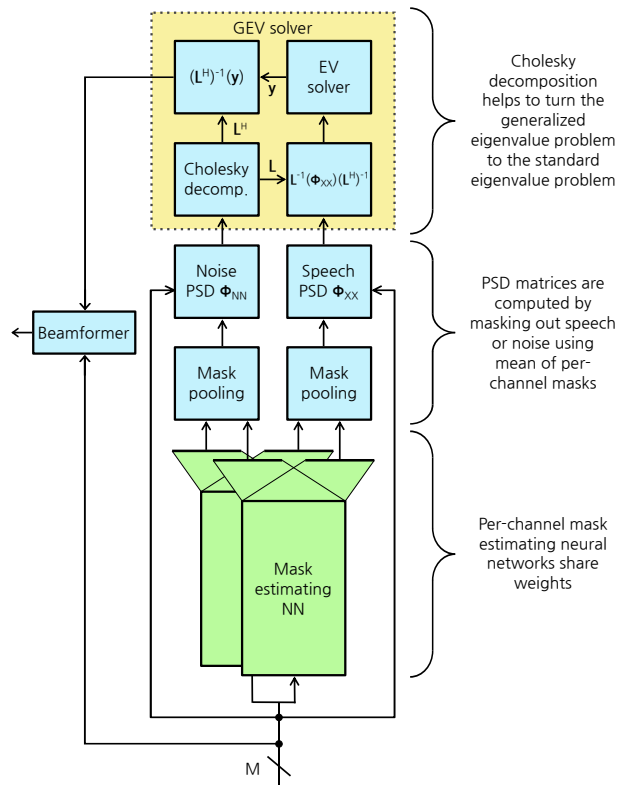 GEV solver
(L^H)^-1(y)
y
EV
solver
L^H
L
Cholesky
decomp.
L^-1(Φ_XX)(L^H)^-1
Cholesky
decomposition
helps to turn the
generalized
eigenvalue problem
to the standard
eigenvalue problem
Noise
PSD Φ_NN
Speech
PSD Φ_XX
Beamformer
Mask
pooling
Mask
pooling
PSD matrices are
computed by
masking out speech
or noise using
mean of per-
channel masks
Mask
estimating
NN
Per-channel mask
estimating neural
networks share
weights
M